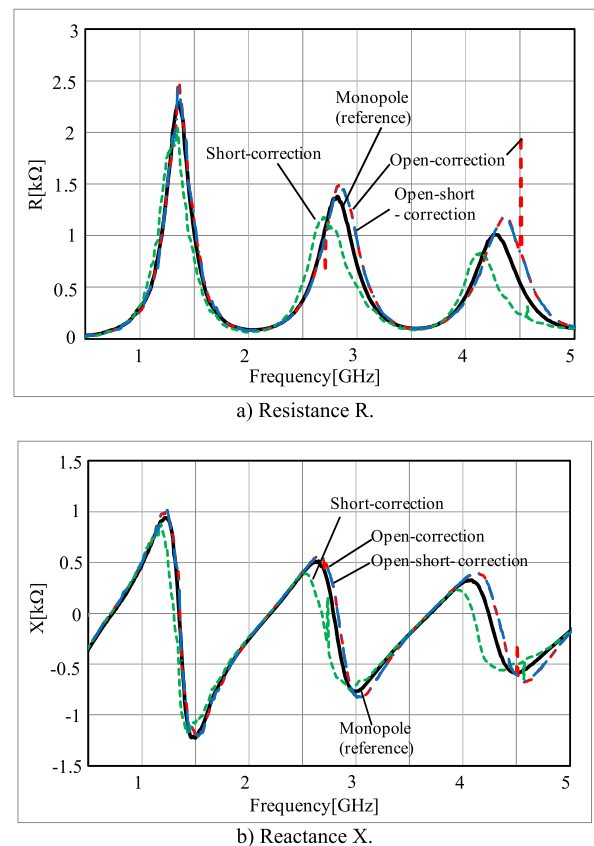 3
2.5
2
1.5
1
0.5
0
R[kΩ]
Monopole
(reference)
Short-correction
Open-correction
Open-short
- correction
1 2 3 4 5
Frequency[GHz]
a) Resistance R.
1.5
1
0.5
0
-0.5
-1
-1.5
X[kΩ]
Short-correction
Open-correction
Open-short- correction
Monopole
(reference)
1 2 3 4 5
Frequency[GHz]
b) Reactance X.